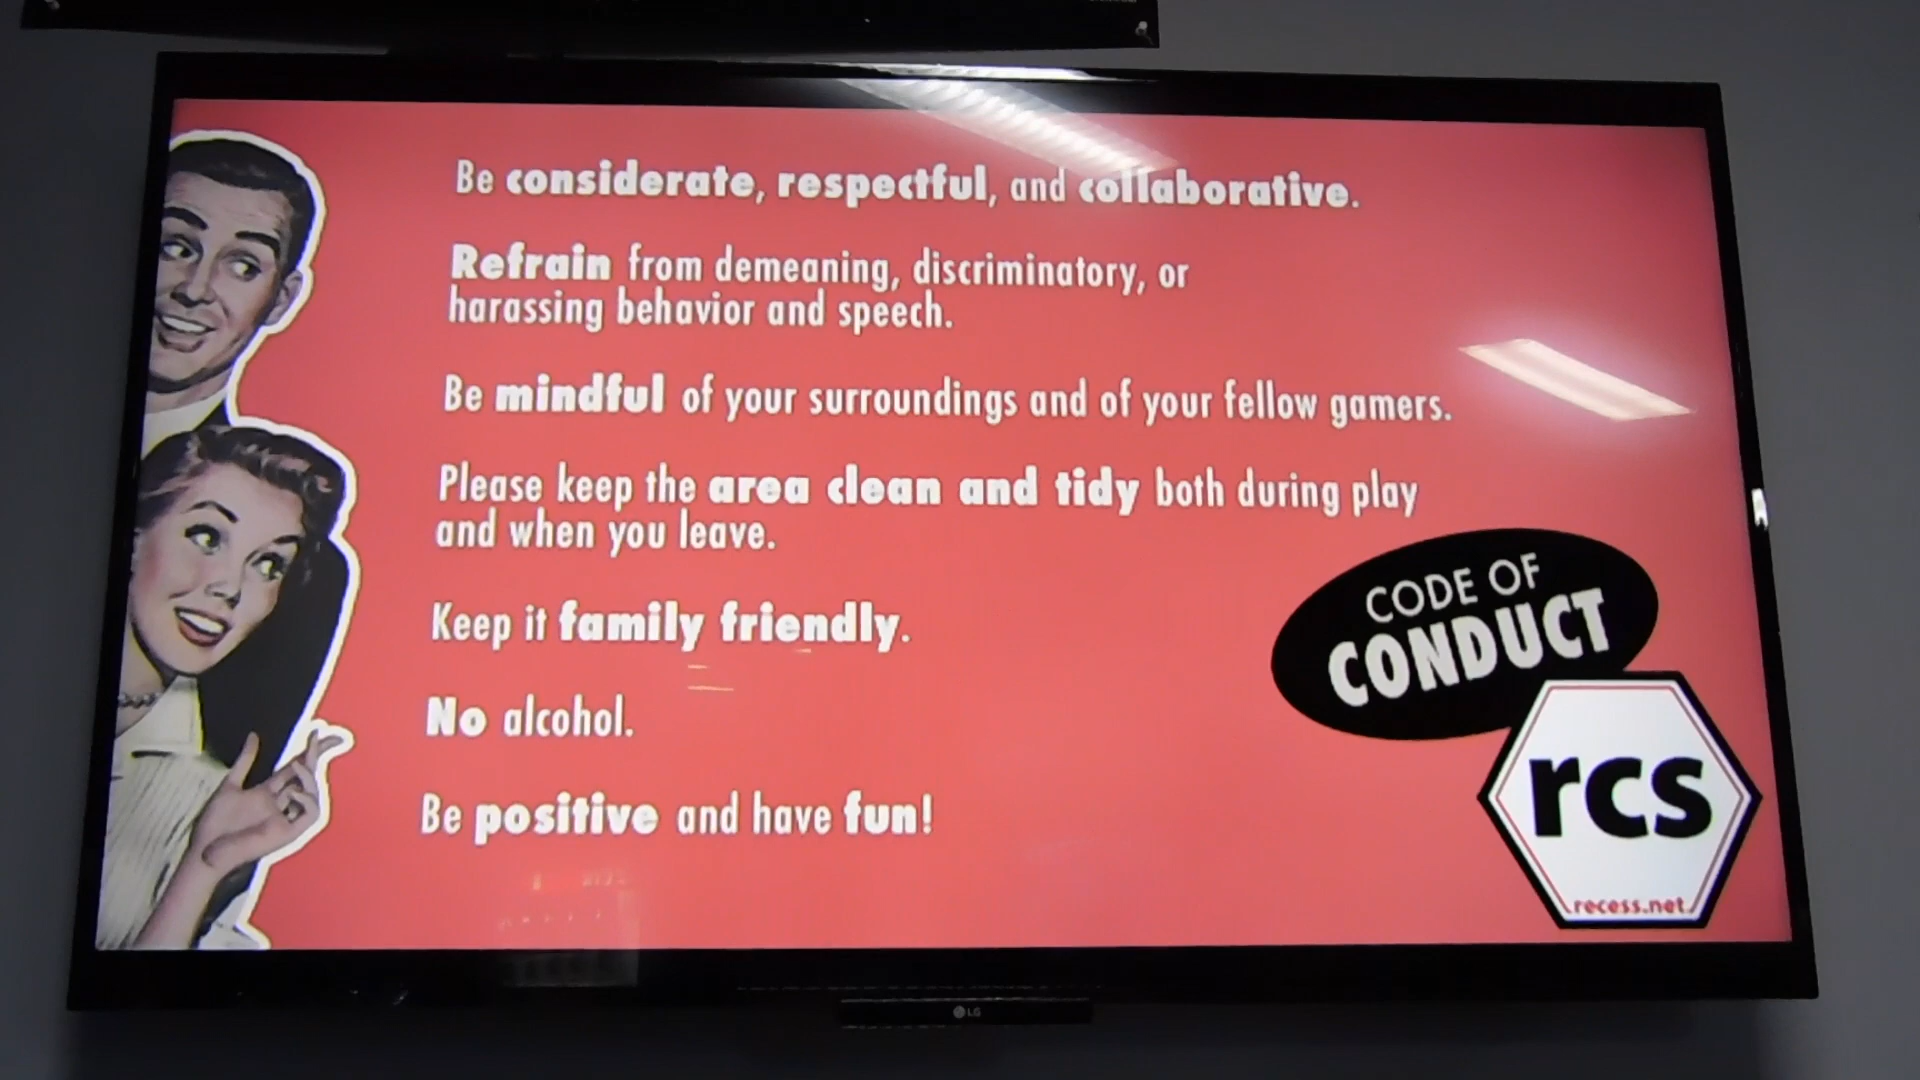 Be considerate, respectful, and collaborative.
Refrain from demeaning, discriminatory, or
harassing behavior and speech.
Be mindful of your surroundings and of your fellow gamers.
Please keep the area clean and tidy both during play
and when you leave.
Keep it family friendly.
No alcohol.
Be positive and have fun!
CODE OF
CONDUCT
rcs
recess.net
LG